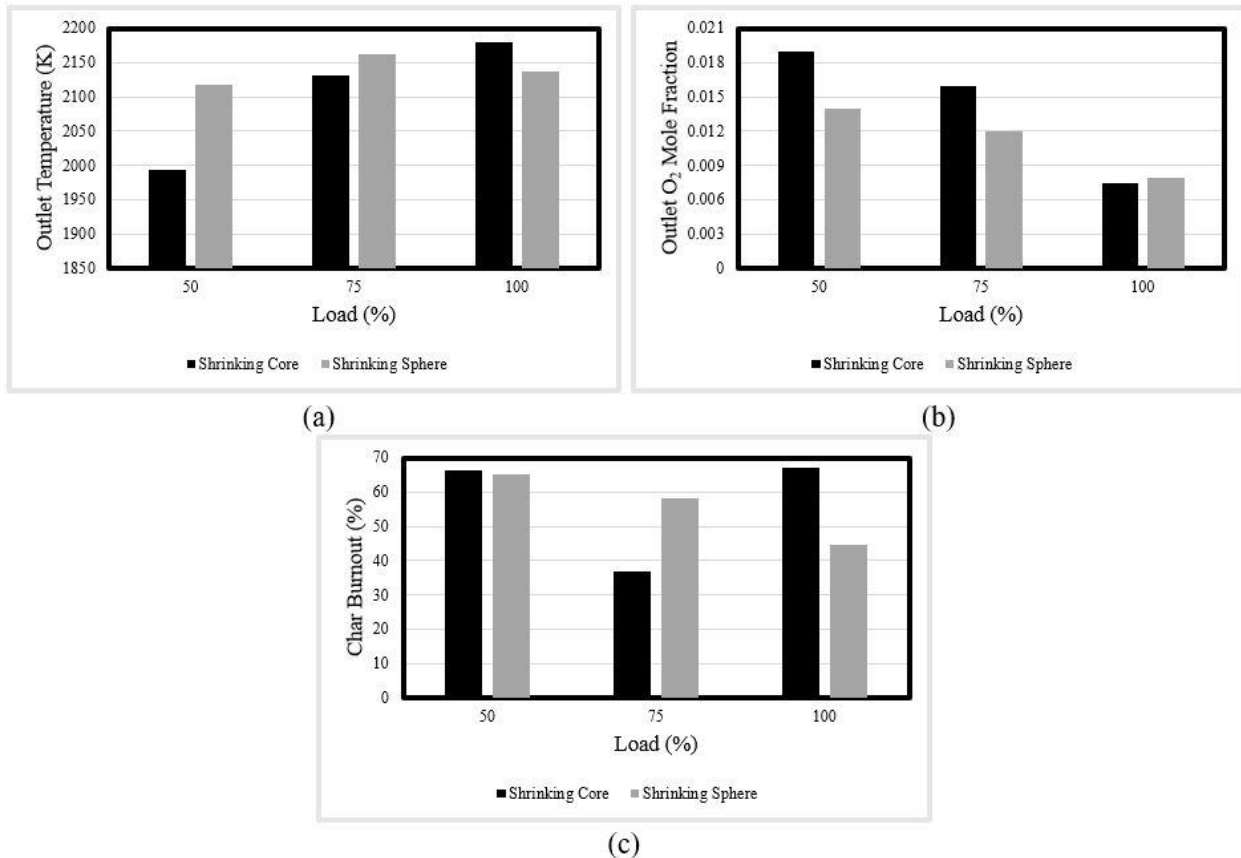 Outlet Temperature (K)
2200
2150
2100
2050
2000
1950
1900
1850
50 75 100
Load (%)
Shrinking Core Shrinking Sphere
(a)
Outlet O₂ Mole Fraction
0.021
0.018
0.015
0.012
0.009
0.006
0.003
0
50 75 100
Load (%)
Shrinking Core Shrinking Sphere
(b)
Char Burnout (%)
70
60
50
40
30
20
10
0
50 75 100
Load (%)
Shrinking Core Shrinking Sphere
(c)